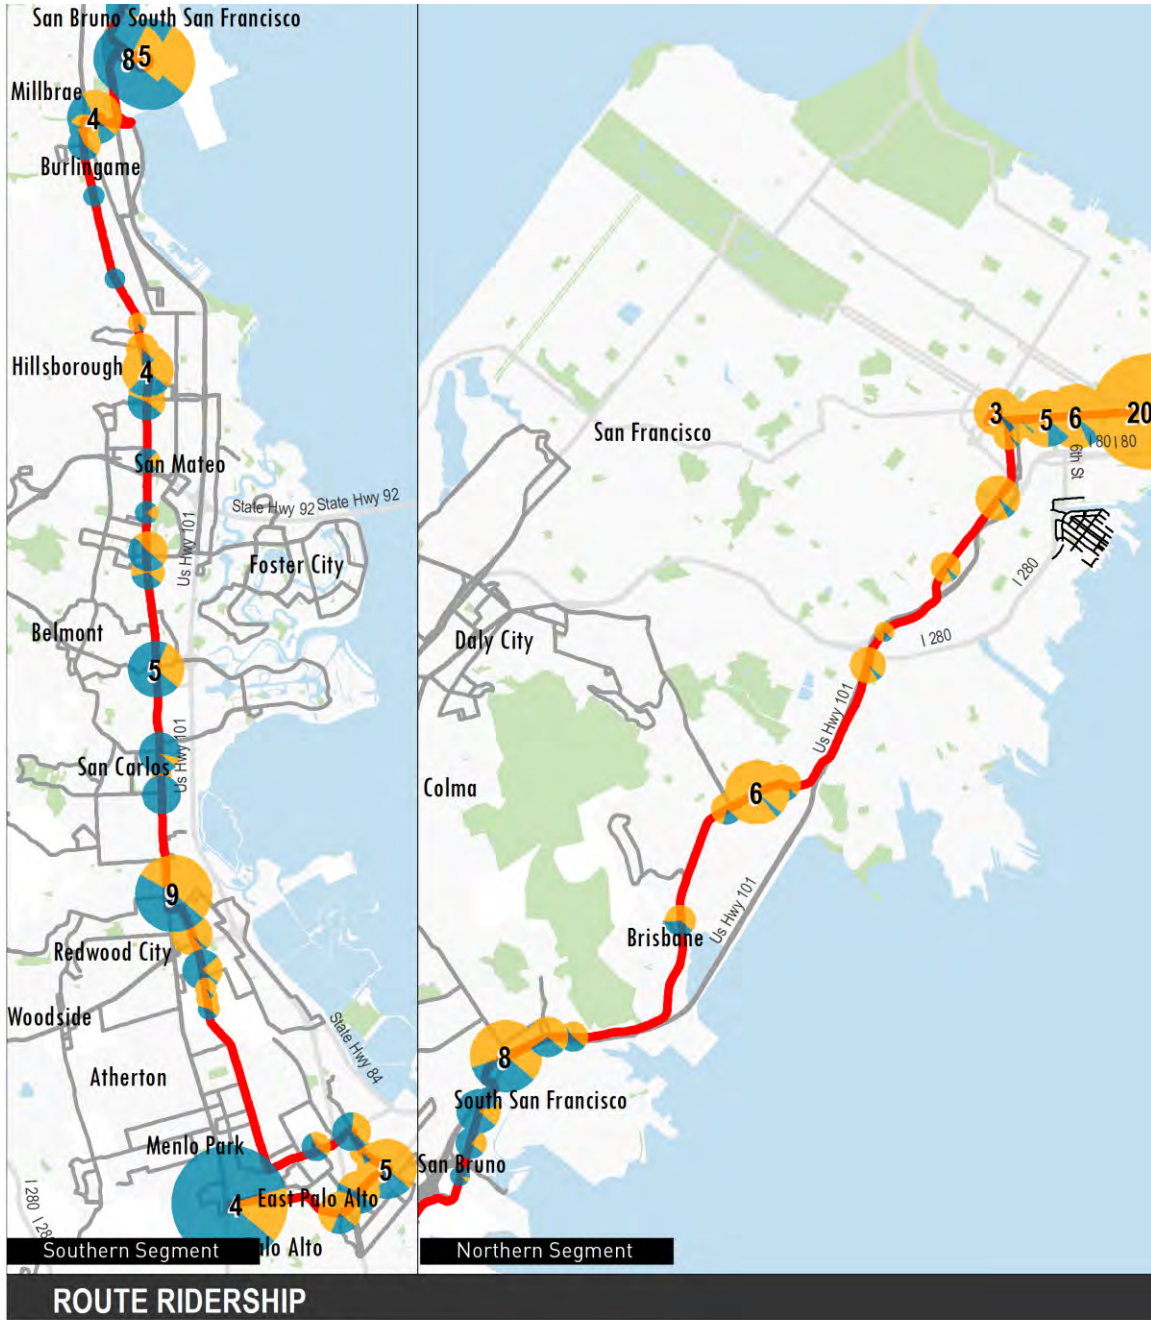 San Bruno South San Francisco
8 5
Millbrae
4
Burlingame
Hillsborough
4
San Mateo
State Hwy 92 State Hwy 92
Us Hwy 101
Foster City
Belmont
5
San Carlos
Us Hwy 101
9
Redwood City
Woodside
State Hwy 84
Atherton
Menlo Park
5
4
East Palo Alto
I 280 I 28
alo Alto
Southern Segment
San Francisco
3
5
6
20
I 80 I 80
6th St
I 280
I 280
Daly City
Us Hwy 101
Colma
6
Us Hwy 101
Brisbane
8
South San Francisco
San Bruno
Northern Segment
ROUTE RIDERSHIP